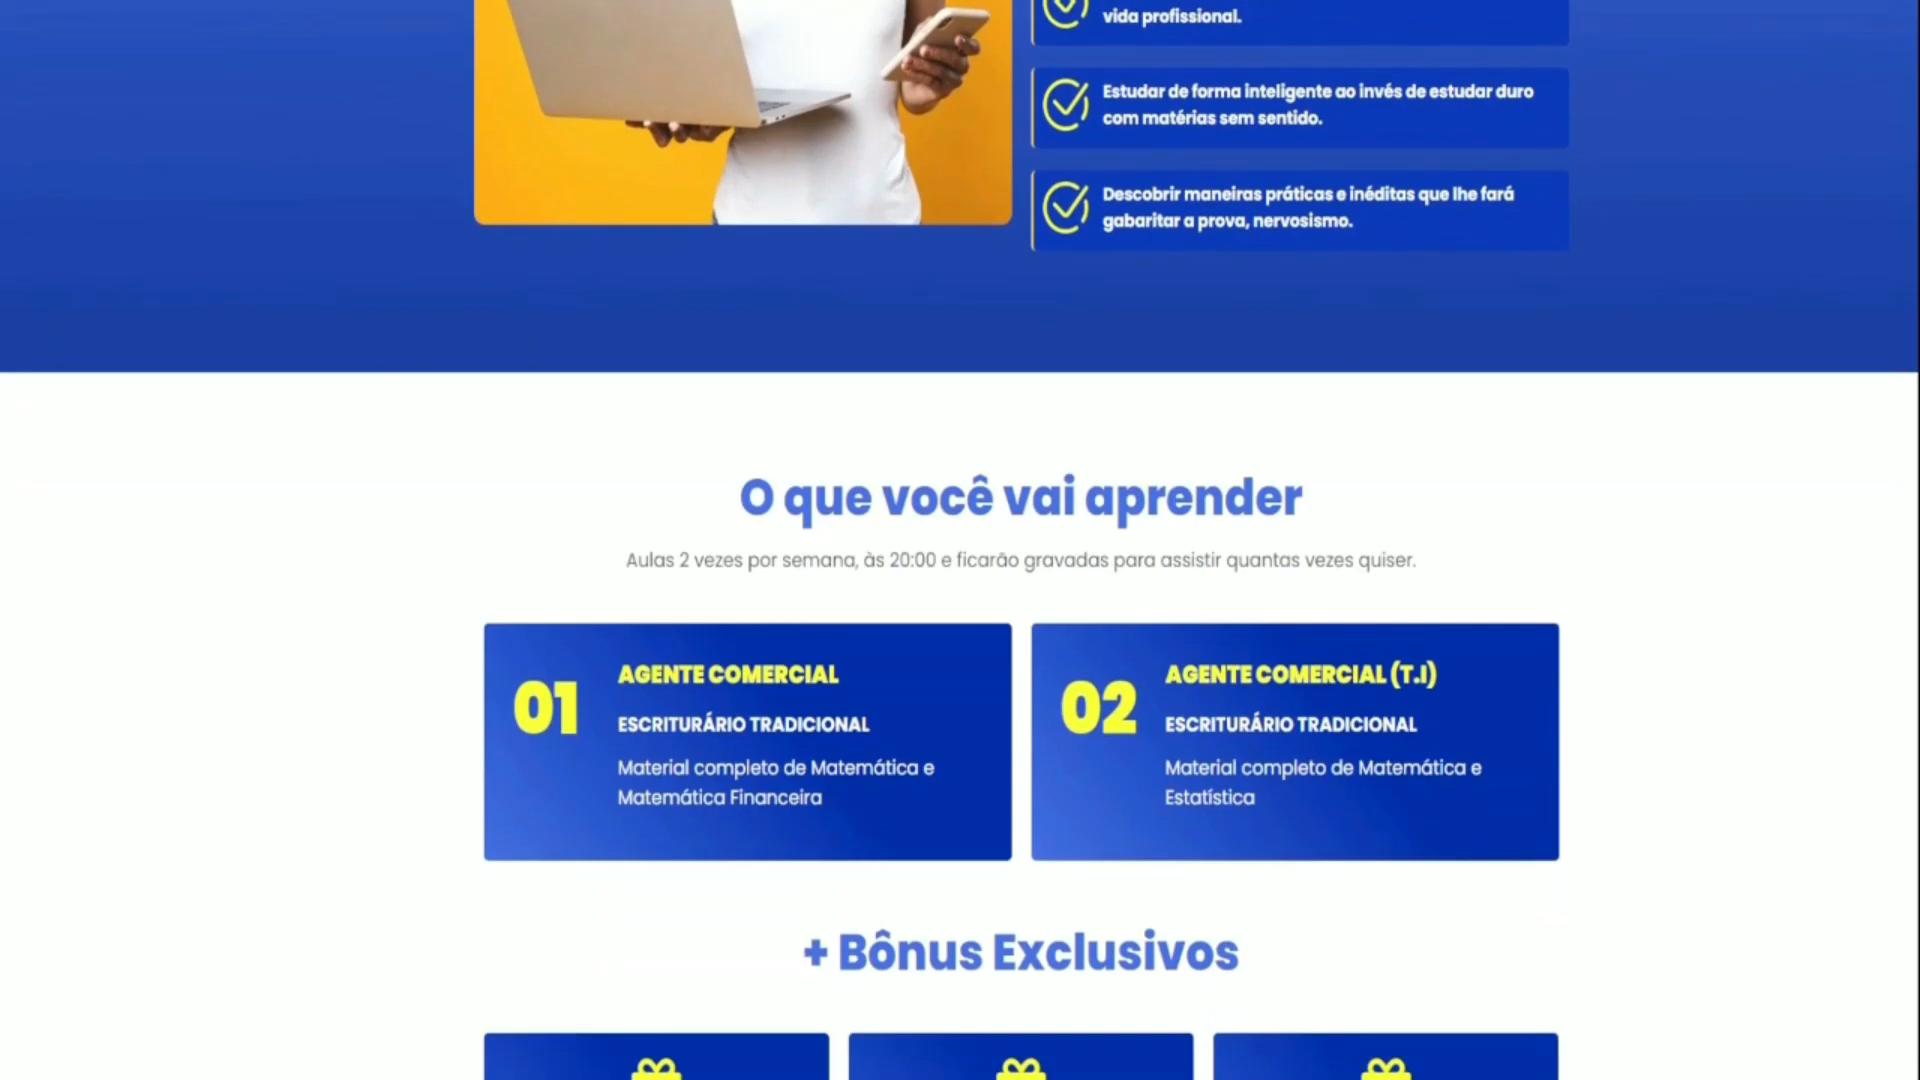 vida profissional.
Estudar de forma inteligente ao invés de estudar duro
com matérias sem sentido.
Descobrir maneiras práticas e inéditas que lhe fará
gabaritar a prova, nervosismo.
O que você vai aprender
Aulas 2 vezes por semana, às 20:00 e ficarão gravadas para assistir quantas vezes quiser.
01
AGENTE COMERCIAL
ESCRITURÁRIO TRADICIONAL
Material completo de Matemática e
Matemática Financeira
02
AGENTE COMERCIAL (T.I)
ESCRITURÁRIO TRADICIONAL
Material completo de Matemática e
Estatística
+ Bônus Exclusivos